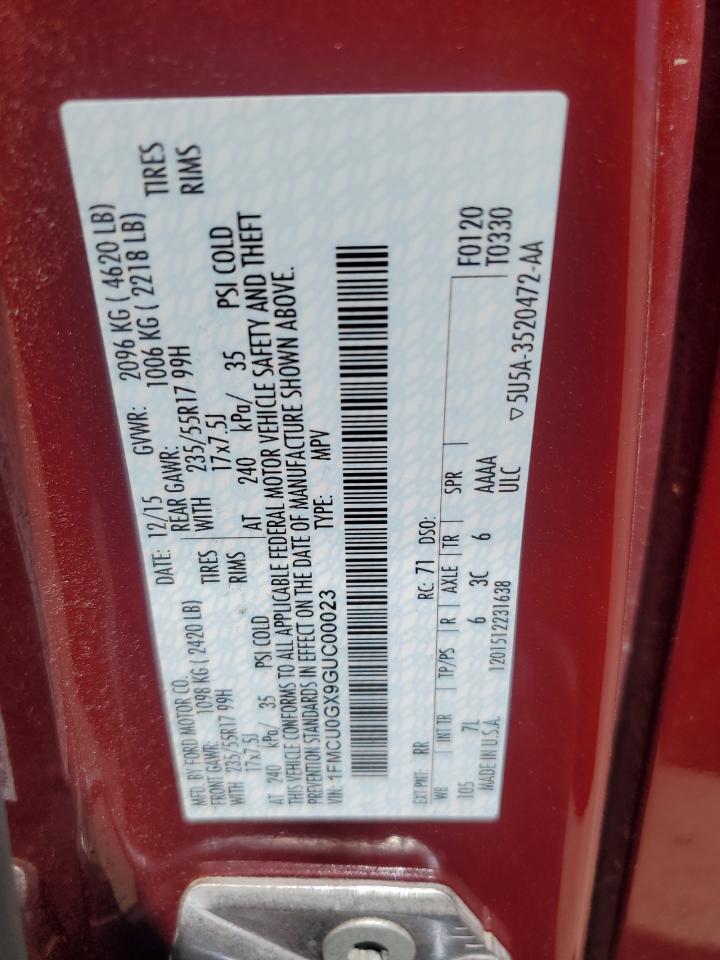 MFD. BY FORD MOTOR CO. DATE: 12/15 GVWR: 2096 KG ( 4620 LB)
FRONT GAWR: 1098 KG ( 2420 LB) REAR GAWR: 1006 KG ( 2218 LB)
WITH 235/55R17 99H TIRES WITH 235/55R17 99H TIRES
17x7.5J RIMS 17x7.5J RIMS
AT 240 kPa/ 35 PSI COLD AT 240 kPa/ 35 PSI COLD
THIS VEHICLE CONFORMS TO ALL APPLICABLE FEDERAL MOTOR VEHICLE SAFETY AND THEFT
PREVENTION STANDARDS IN EFFECT ON THE DATE OF MANUFACTURE SHOWN ABOVE.
VIN: 1FMCU0GX9GUC00023 TYPE: MPV
EXT PNT: RR RC: 71 DSO: F0120
WB INT TR TP/PS R AXLE TR SPR T0330
105 7L 6 3C 6 AAAA
MADE IN U.S.A. 1201512231638 ULC ▽5U5A-3520472-AA